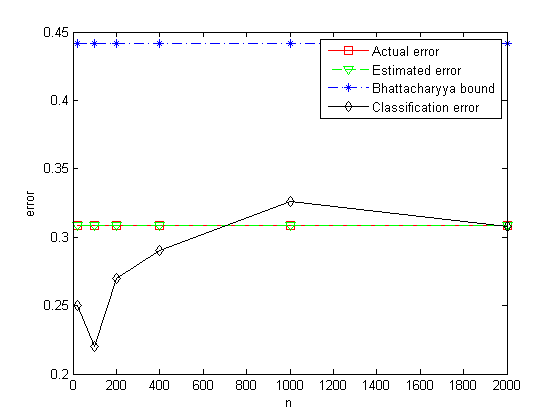 0.45
0.4
0.35
0.3
0.25
0.2
error
Actual error
Estimated error
Bhattacharyya bound
Classification error
0 200 400 600 800 1000 1200 1400 1600 1800 2000
n